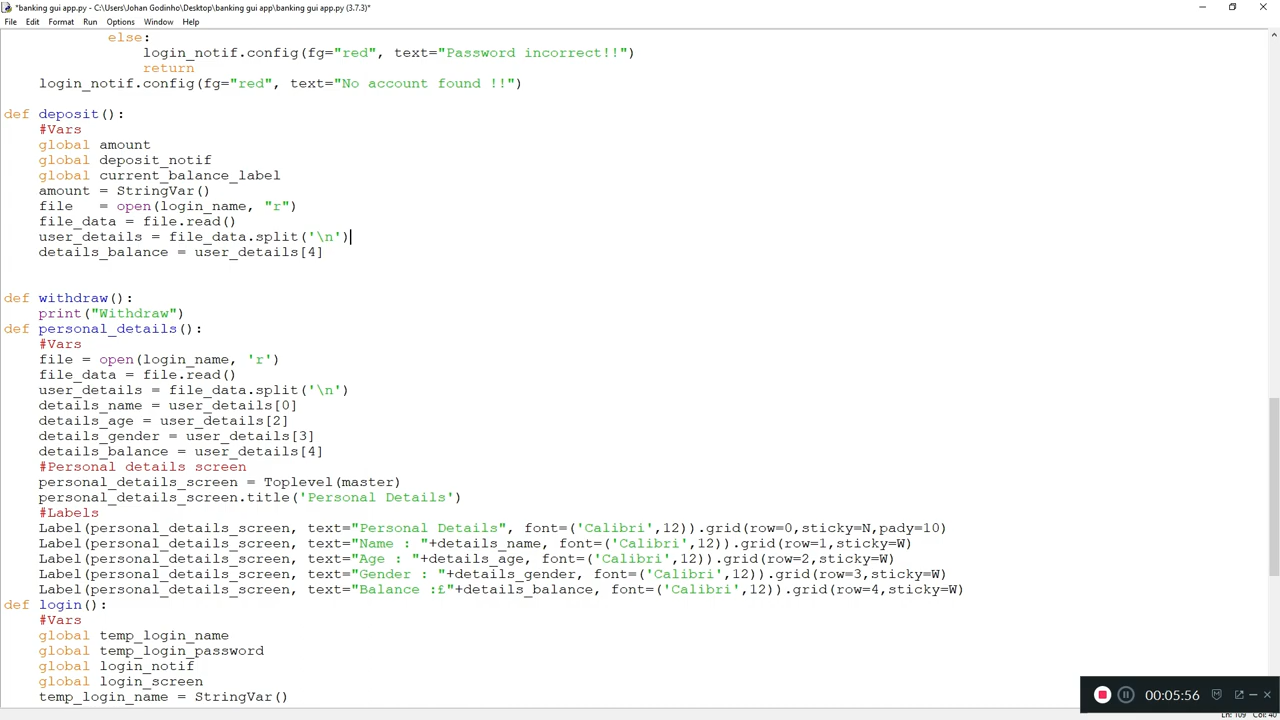 *banking gui app.py - C:\Users\Johan Godinho\Desktop\banking gui app\banking gui app.py (3.7.3)*
File Edit Format Run Options Window Help
else:
login_notif.config(fg="red", text="Password incorrect!!")
return
login_notif.config(fg="red", text="No account found !!")
def deposit():
#Vars
global amount
global deposit_notif
global current_balance_label
amount = StringVar()
file   = open(login_name, "r")
file_data = file.read()
user_details = file_data.split('\n')
details_balance = user_details[4]
def withdraw():
print("Withdraw")
def personal_details():
#Vars
file = open(login_name, 'r')
file_data = file.read()
user_details = file_data.split('\n')
details_name = user_details[0]
details_age = user_details[2]
details_gender = user_details[3]
details_balance = user_details[4]
#Personal details screen
personal_details_screen = Toplevel(master)
personal_details_screen.title('Personal Details')
#Labels
Label(personal_details_screen, text="Personal Details", font=('Calibri',12)).grid(row=0,sticky=N,pady=10)
Label(personal_details_screen, text="Name : "+details_name, font=('Calibri',12)).grid(row=1,sticky=W)
Label(personal_details_screen, text="Age : "+details_age, font=('Calibri',12)).grid(row=2,sticky=W)
Label(personal_details_screen, text="Gender : "+details_gender, font=('Calibri',12)).grid(row=3,sticky=W)
Label(personal_details_screen, text="Balance :£"+details_balance, font=('Calibri',12)).grid(row=4,sticky=W)
def login():
#Vars
global temp_login_name
global temp_login_password
global login_notif
global login_screen
temp_login_name = StringVar()
00:05:56
Ln: 109 Col: 40